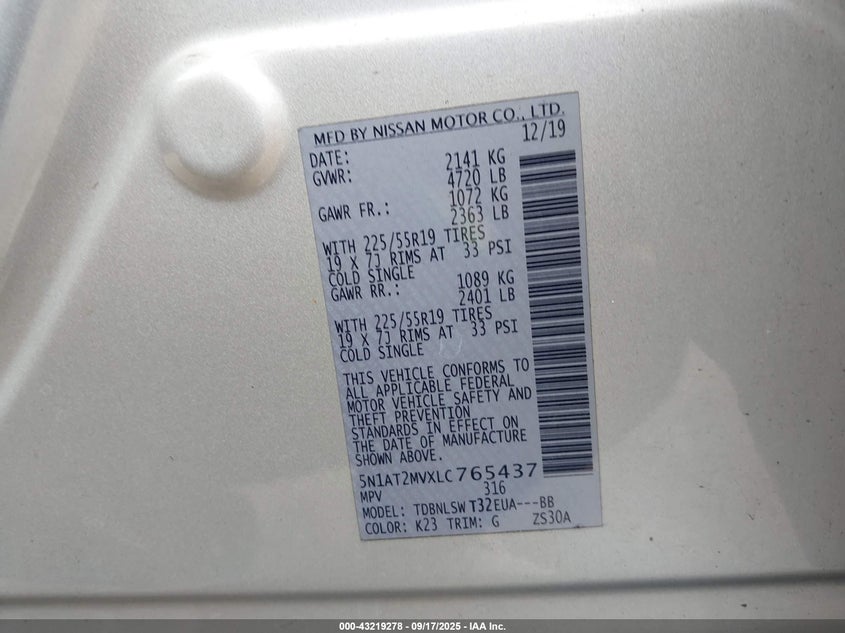 MFD BY NISSAN MOTOR CO., LTD.
DATE: 12/19
GVWR: 2141 KG
4720 LB
GAWR FR.: 1072 KG
2363 LB
WITH 225/55R19 TIRES
19 X 7J RIMS AT 33 PSI
COLD SINGLE
GAWR RR.: 1089 KG
2401 LB
WITH 225/55R19 TIRES
19 X 7J RIMS AT 33 PSI
COLD SINGLE
THIS VEHICLE CONFORMS TO
ALL APPLICABLE FEDERAL
MOTOR VEHICLE SAFETY AND
THEFT PREVENTION
STANDARDS IN EFFECT ON
THE DATE OF MANUFACTURE
SHOWN ABOVE.
5N1AT2MVXLC765437
MPV 316
MODEL: TDBNLSWT32EUA---BB
COLOR: K23 TRIM: G ZS30A
000-43219278 - 09/17/2025 - IAA Inc.